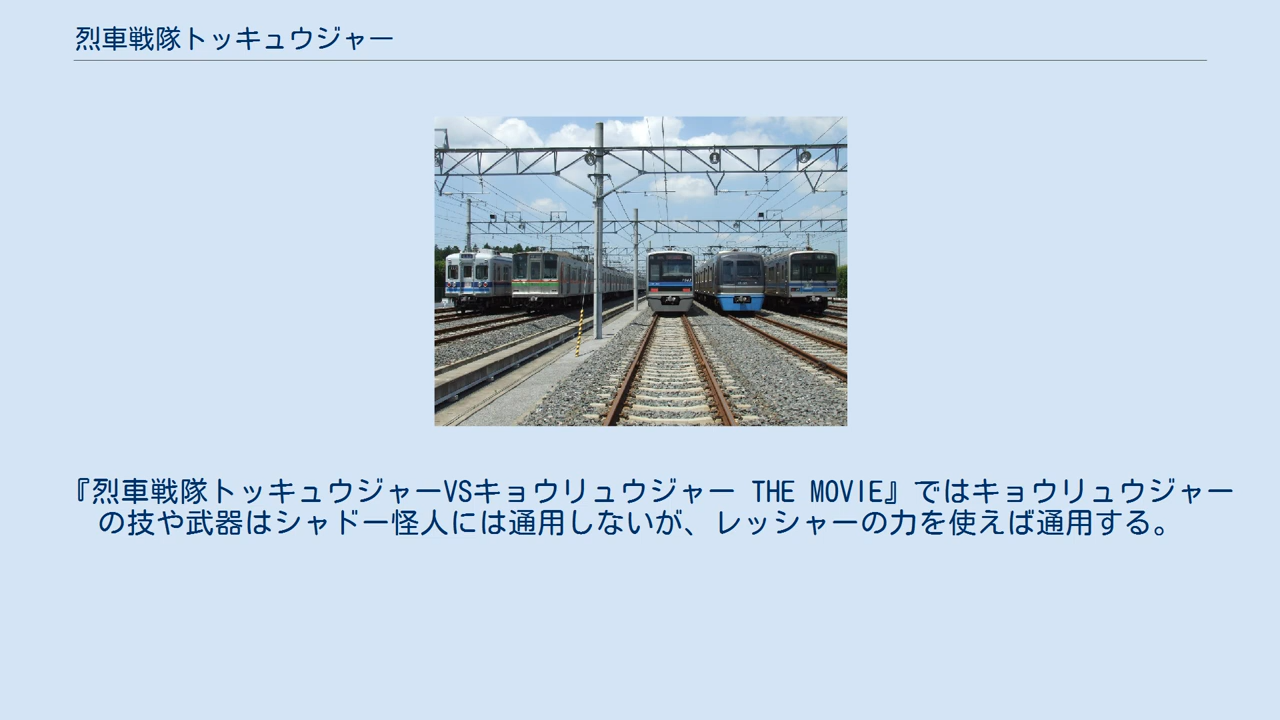 烈車戦隊トッキュウジャー
『烈車戦隊トッキュウジャーVSキョウリュウジャー THE MOVIE』ではキョウリュウジャー
の技や武器はシャドー怪人には通用しないが、レッシャーの力を使えば通用する。